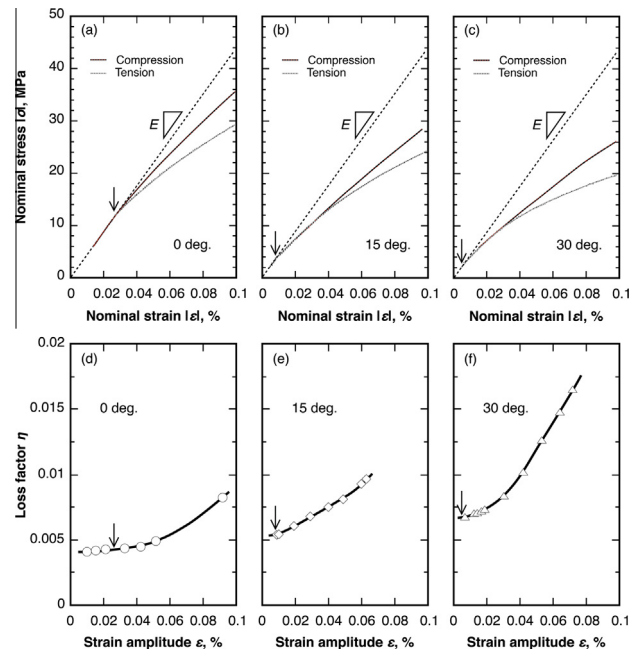 (a)
(b)
(c)
Compression
Tension
Compression
Tension
Compression
Tension
E
E
E
0 deg.
15 deg.
30 deg.
Nominal stress |σ|, MPa
50
40
30
20
10
0
0 0.02 0.04 0.06 0.08 0.1
0 0.02 0.04 0.06 0.08 0.1
0 0.02 0.04 0.06 0.08 0.1
Nominal strain |ε|, %
Nominal strain |ε|, %
Nominal strain |ε|, %
(d)
(e)
(f)
0 deg.
15 deg.
30 deg.
Loss factor η
0.02
0.015
0.01
0.005
0
0 0.02 0.04 0.06 0.08 0.1
0 0.02 0.04 0.06 0.08 0.1
0 0.02 0.04 0.06 0.08 0.1
Strain amplitude ε, %
Strain amplitude ε, %
Strain amplitude ε, %